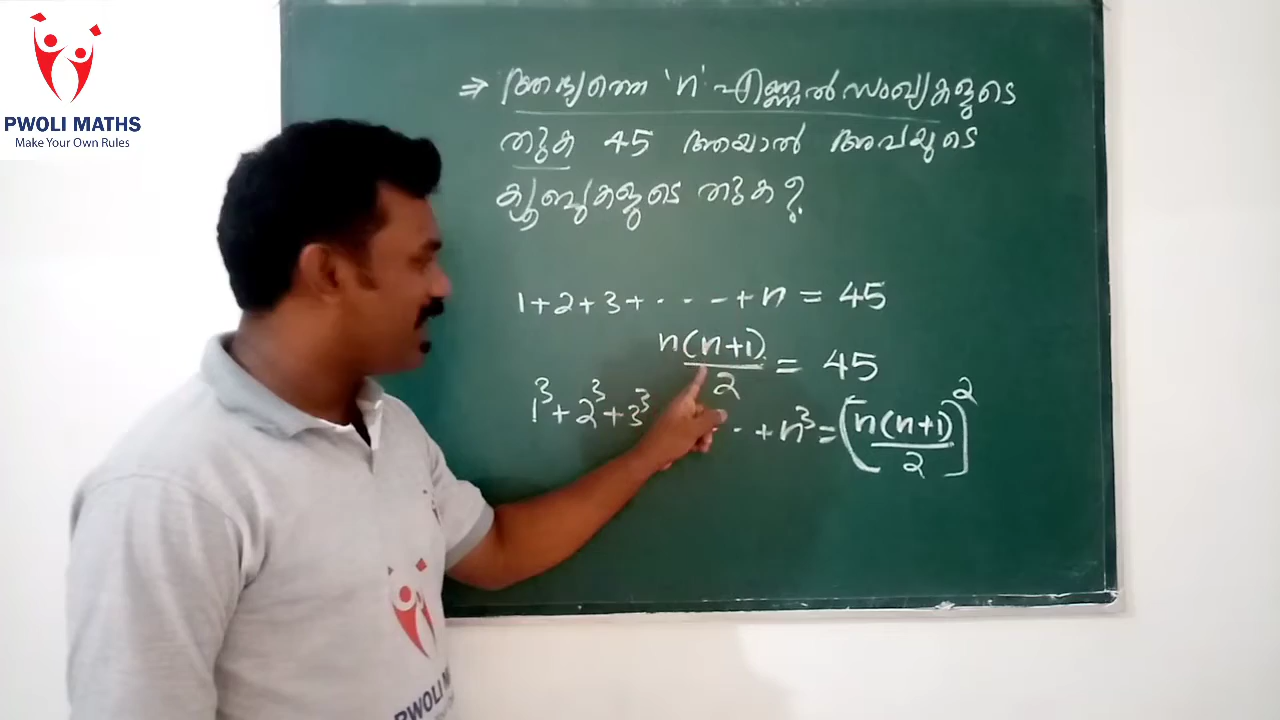 PWOLI MATHS
Make Your Own Rules
⇒ ആദ്യത്തെ 'n' എണ്ണൽ സംഖ്യകളുടെ
തുക 45 ആയാൽ അവയുടെ
ക്യൂബുകളുടെ തുക?
1+2+3+ - - - +n = 45
n(n+1)/2 = 45
1³+2³+3³ - - +n³ = (n(n+1)/2)²
PWOLI M